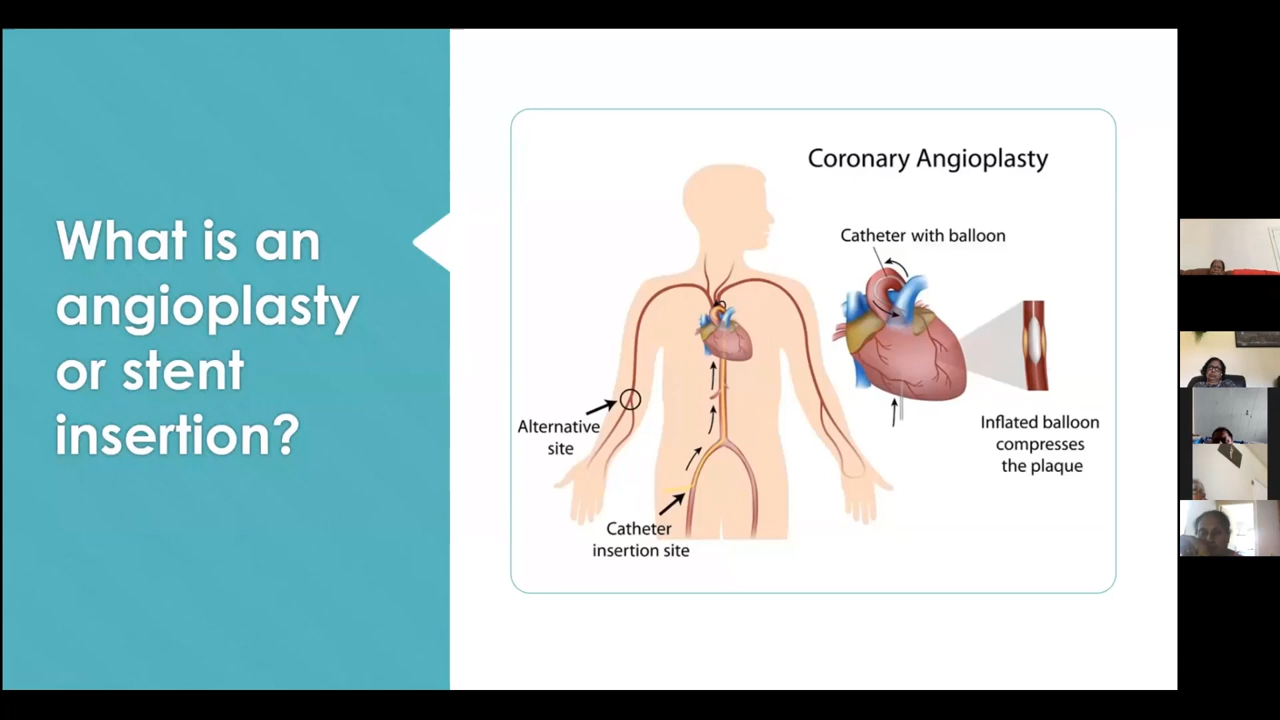 What is an
angioplasty
or stent
insertion?
Coronary Angioplasty
Catheter with balloon
Alternative
site
Inflated balloon
compresses
the plaque
Catheter
insertion site